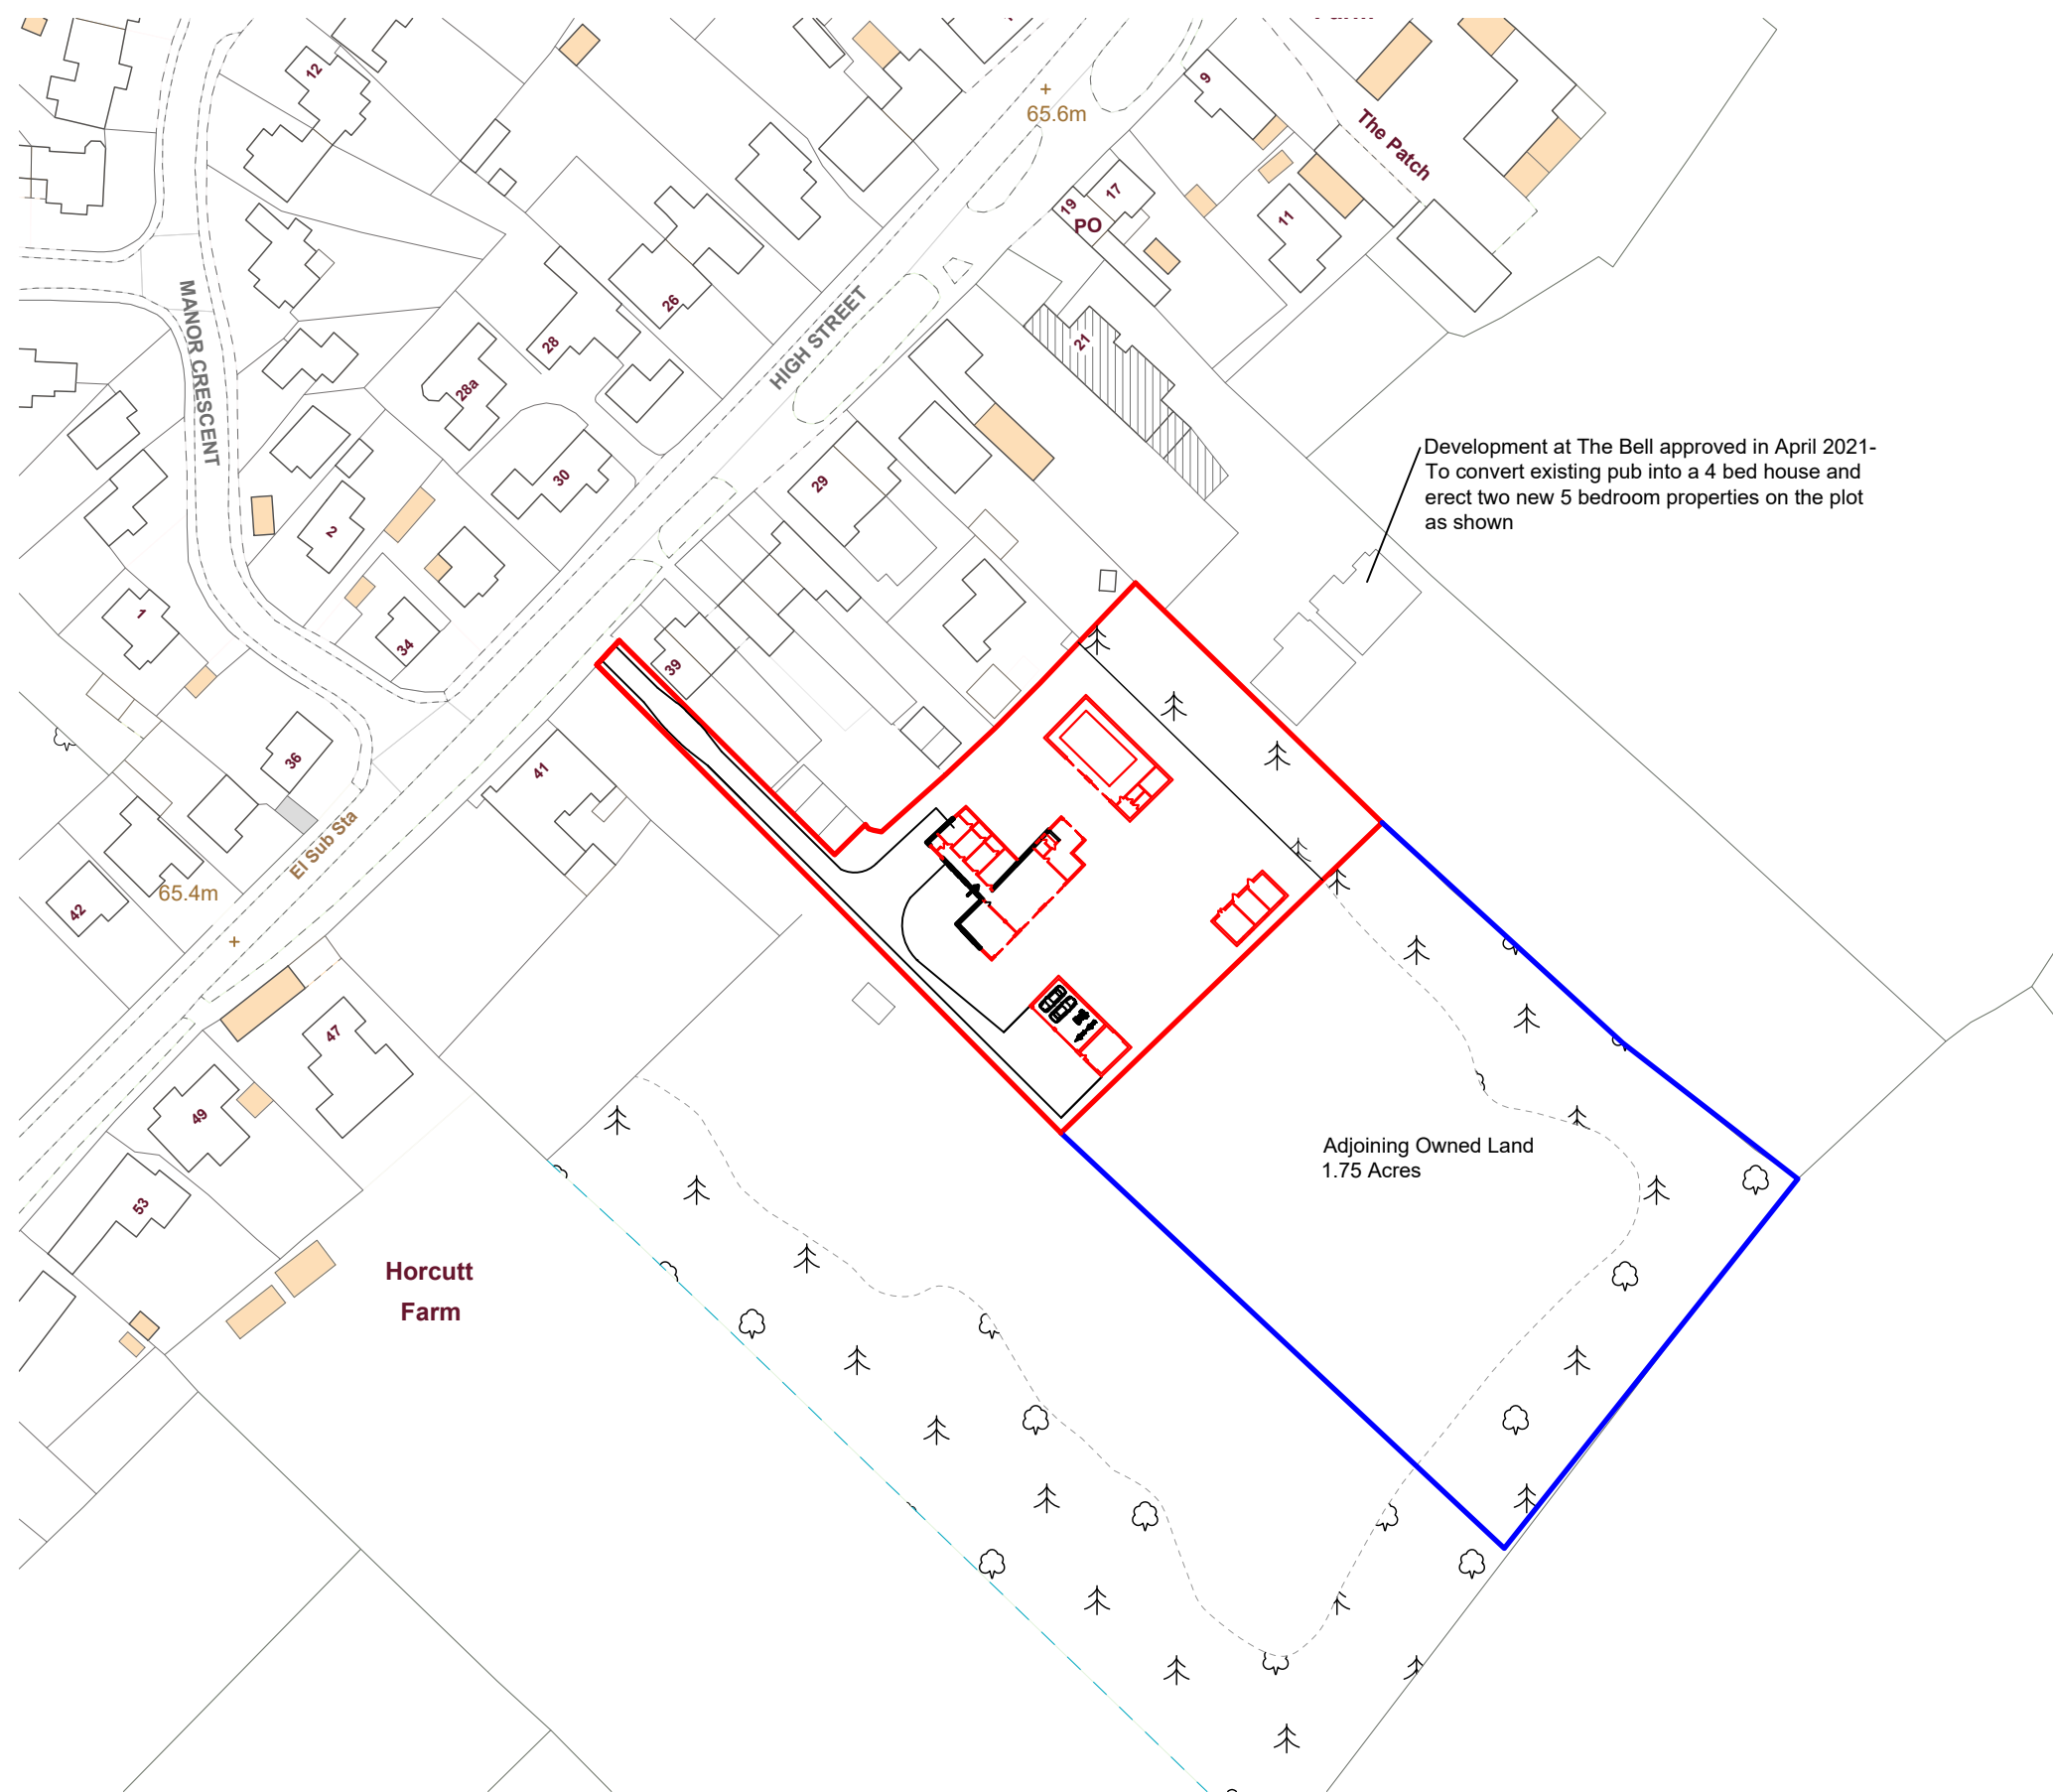 12
65.6m
9
The Patch
17
19
PO
11
MANOR CRESCENT
26
HIGH STREET
28
21
28a
Development at The Bell approved in April 2021-
To convert existing pub into a 4 bed house and
erect two new 5 bedroom properties on the plot
as shown
30
29
2
1
34
39
36
41
El Sub Sta
65.4m
42
47
49
Adjoining Owned Land
1.75 Acres
53
Horcutt
Farm